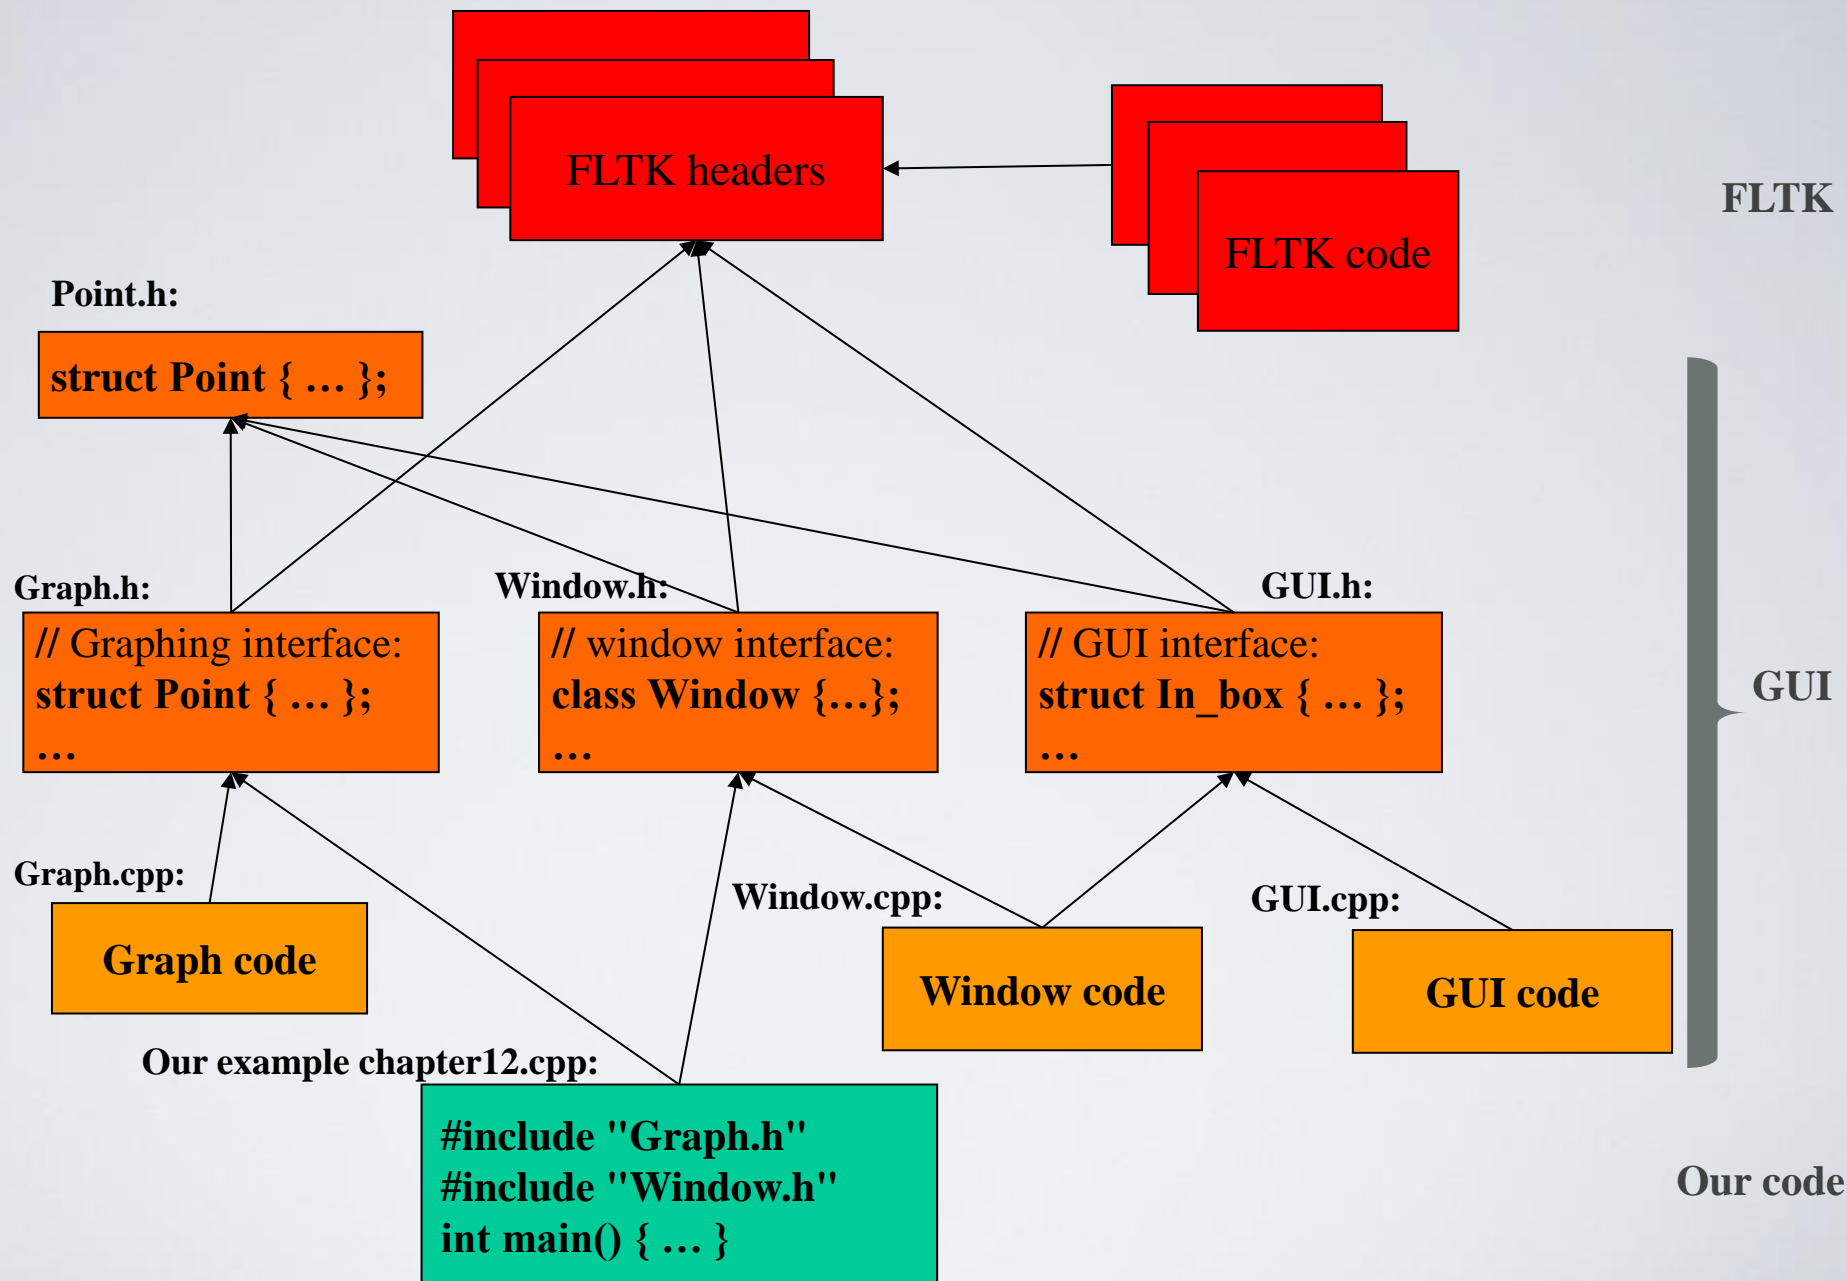 FLTK headers
FLTK code
FLTK
Point.h:
struct Point { … };
Graph.h:
// Graphing interface:
struct Point { … };
…
Window.h:
// window interface:
class Window {…};
…
GUI.h:
// GUI interface:
struct In_box { … };
…
GUI
Graph.cpp:
Graph code
Window.cpp:
Window code
GUI.cpp:
GUI code
Our example chapter12.cpp:
#include "Graph.h"
#include "Window.h"
int main() { … }
Our code